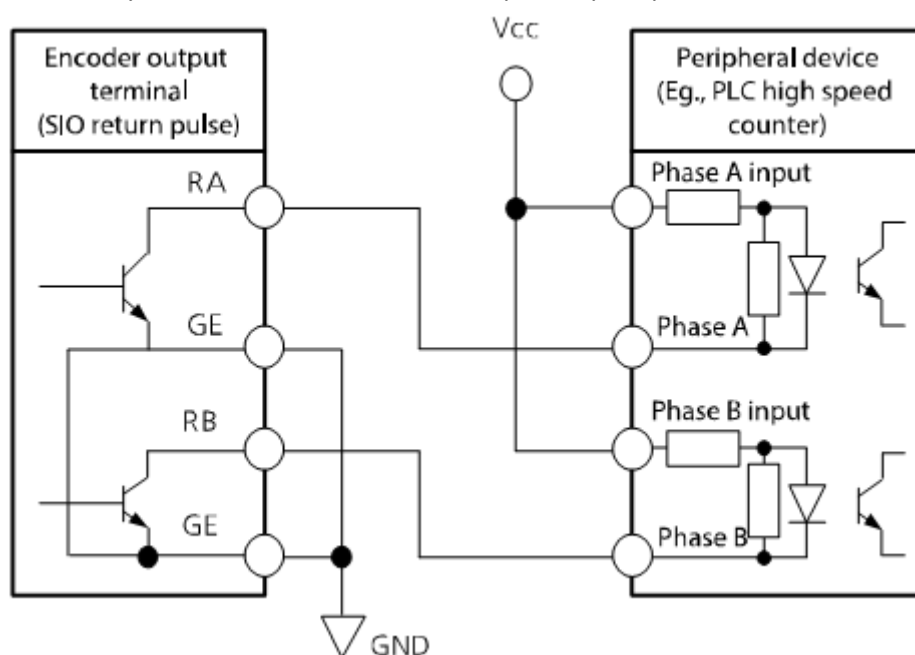 Vcc
Encoder output
terminal
(SIO return pulse)
Peripheral device
(Eg., PLC high speed
counter)
RA
Phase A input
GE
Phase A
RB
Phase B input
GE
Phase B
GND